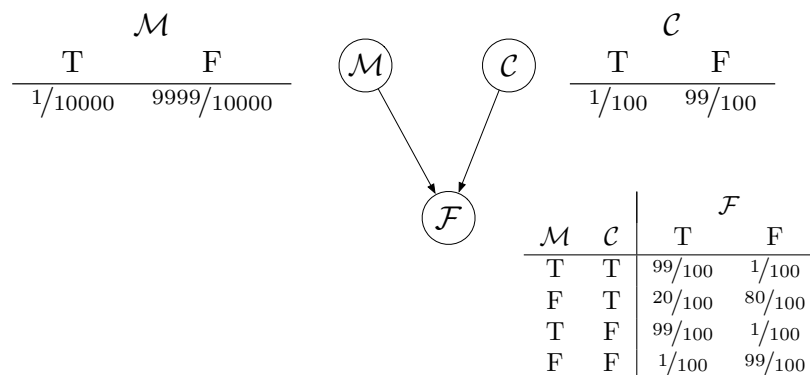 M C
T F M C T F
1/10000 9999/10000 1/100 99/100
F
F
M C T F
T T 99/100 1/100
F T 20/100 80/100
T F 99/100 1/100
F F 1/100 99/100